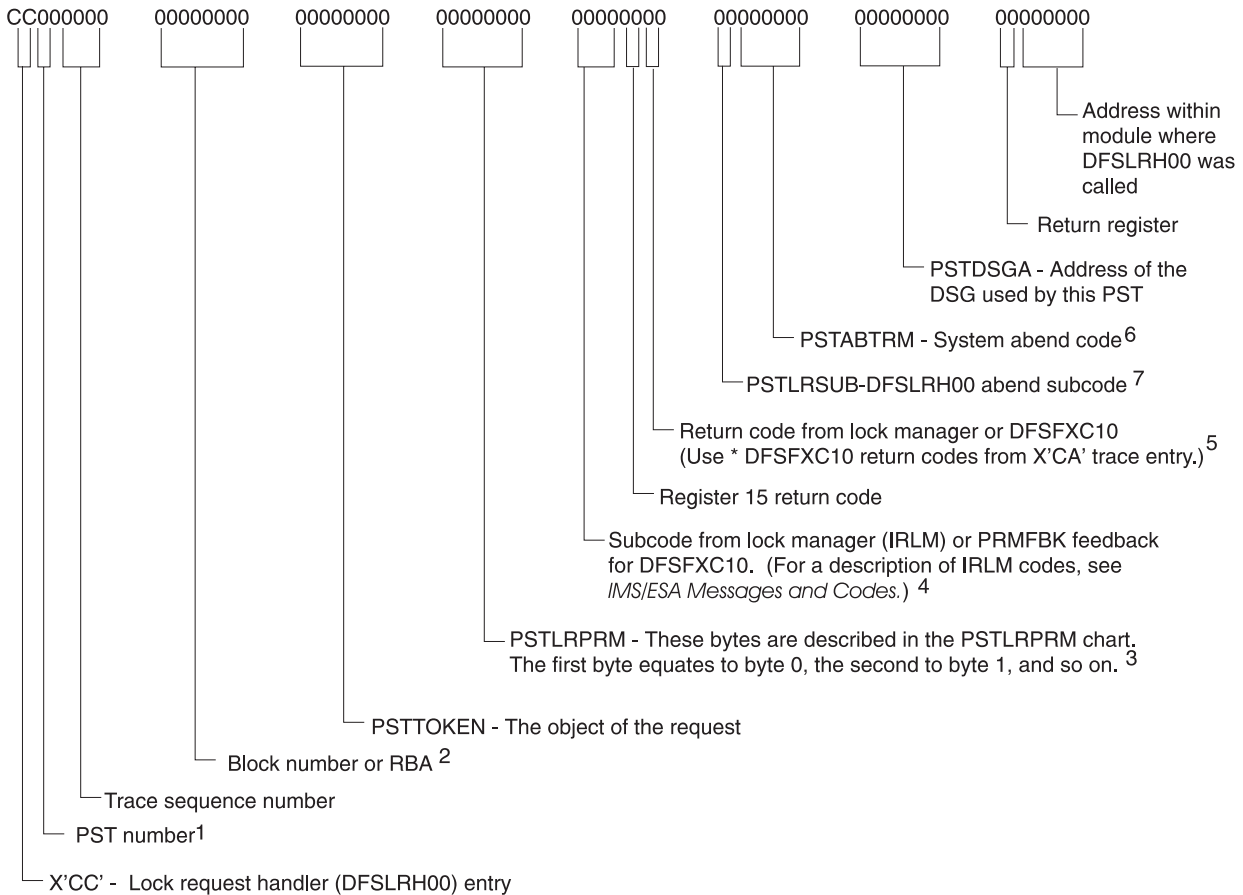 CC000000 00000000 00000000 00000000 00000000 00000000 00000000 00000000
Address within
module where
DFSLRH00 was
called
Return register
PSTDSGA - Address of the
DSG used by this PST
PSTABTRM - System abend code 6
PSTLRSUB-DFSLRH00 abend subcode 7
Return code from lock manager or DFSFXC10
(Use * DFSFXC10 return codes from X'CA' trace entry.) 5
Register 15 return code
Subcode from lock manager (IRLM) or PRMFBK feedback
for DFSFXC10. (For a description of IRLM codes, see
IMS/ESA Messages and Codes.) 4
PSTLRPRM - These bytes are described in the PSTLRPRM chart.
The first byte equates to byte 0, the second to byte 1, and so on. 3
PSTTOKEN - The object of the request
Block number or RBA 2
Trace sequence number
PST number1
X'CC' - Lock request handler (DFSLRH00) entry